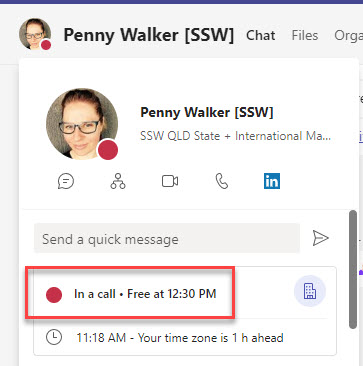 Penny Walker [SSW] Chat Files Orga
Penny Walker [SSW]
SSW QLD State + International Ma...
in
Send a quick message
In a call • Free at 12:30 PM
11:18 AM - Your time zone is 1 h ahead